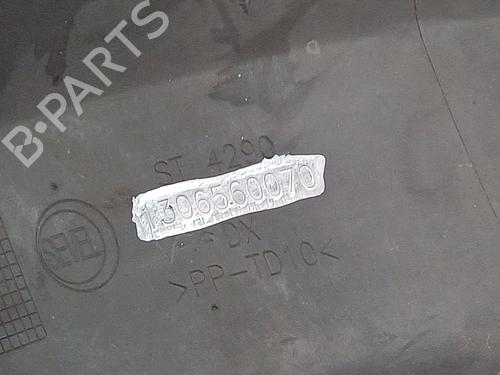 B-PARTS
ST 4290
1306560070
SEVEL
DX
>PP-TD10<